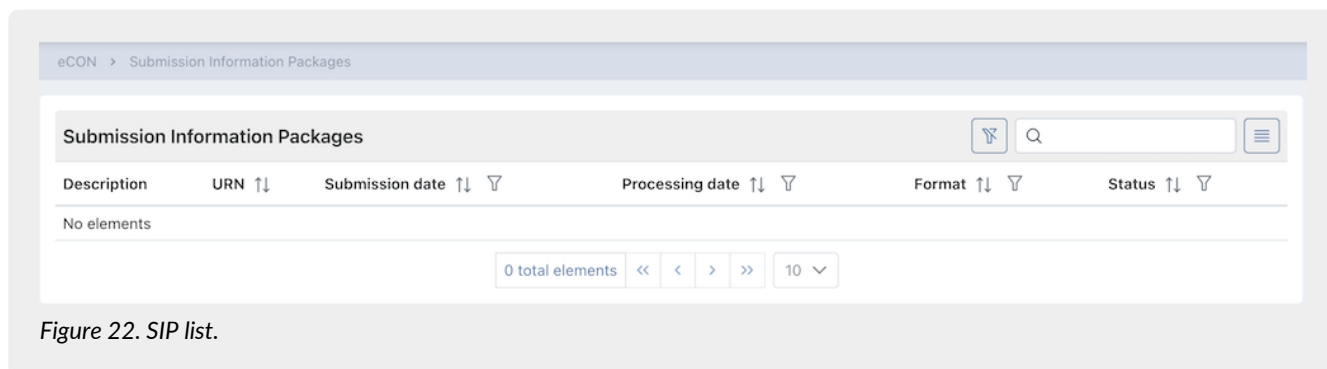 eCON > Submission Information Packages
Submission Information Packages
Description URN Submission date Processing date Format Status
No elements
0 total elements << < > >> 10
Figure 22. SIP list.